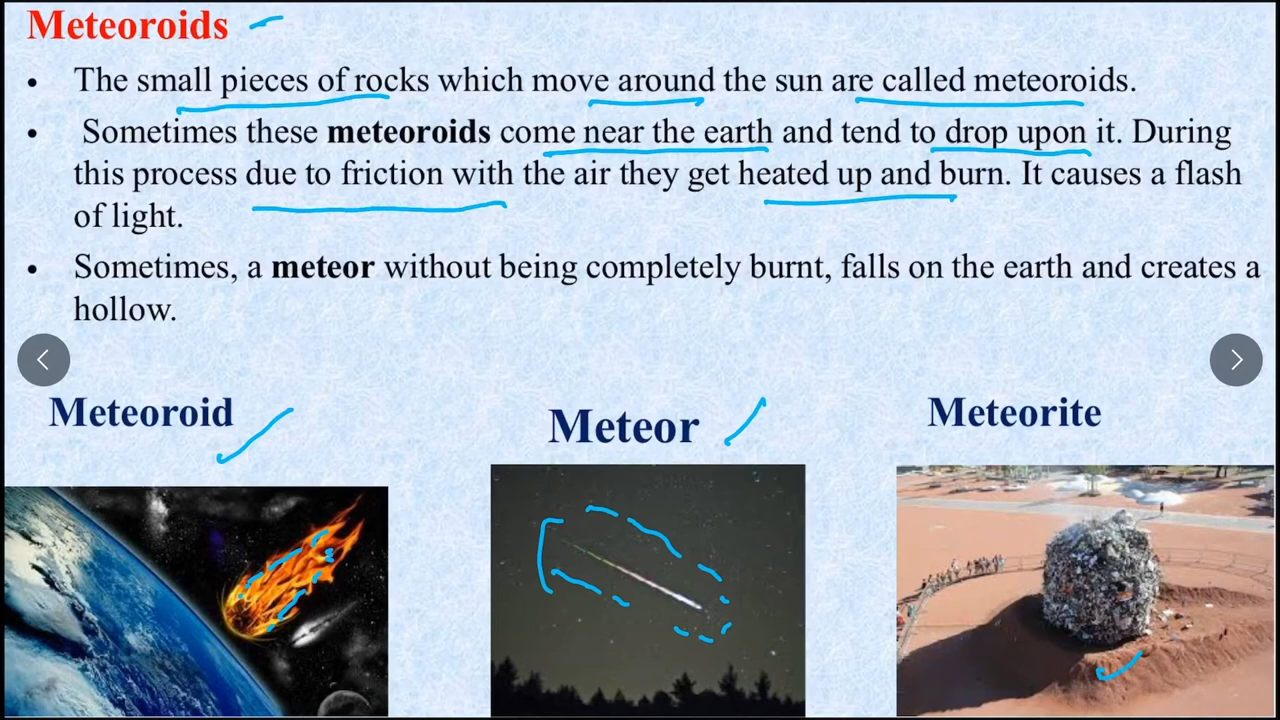 Meteoroids
• The small pieces of rocks which move around the sun are called meteoroids.
• Sometimes these meteoroids come near the earth and tend to drop upon it. During
this process due to friction with the air they get heated up and burn. It causes a flash
of light.
• Sometimes, a meteor without being completely burnt, falls on the earth and creates a
hollow.
Meteoroid
Meteor
Meteorite